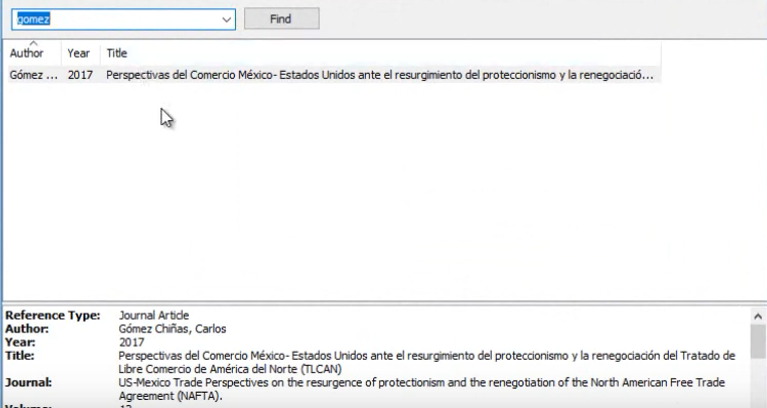 gomez Find
Author Year Title
Gómez ... 2017 Perspectivas del Comercio México- Estados Unidos ante el resurgimiento del proteccionismo y la renegociació...
Reference Type: Journal Article
Author: Gómez Chiñas, Carlos
Year: 2017
Title: Perspectivas del Comercio México- Estados Unidos ante el resurgimiento del proteccionismo y la renegociación del Tratado de
Libre Comercio de América del Norte (TLCAN)
Journal: US-Mexico Trade Perspectives on the resurgence of protectionism and the renegotiation of the North American Free Trade
Agreement (NAFTA).
Volume: 12